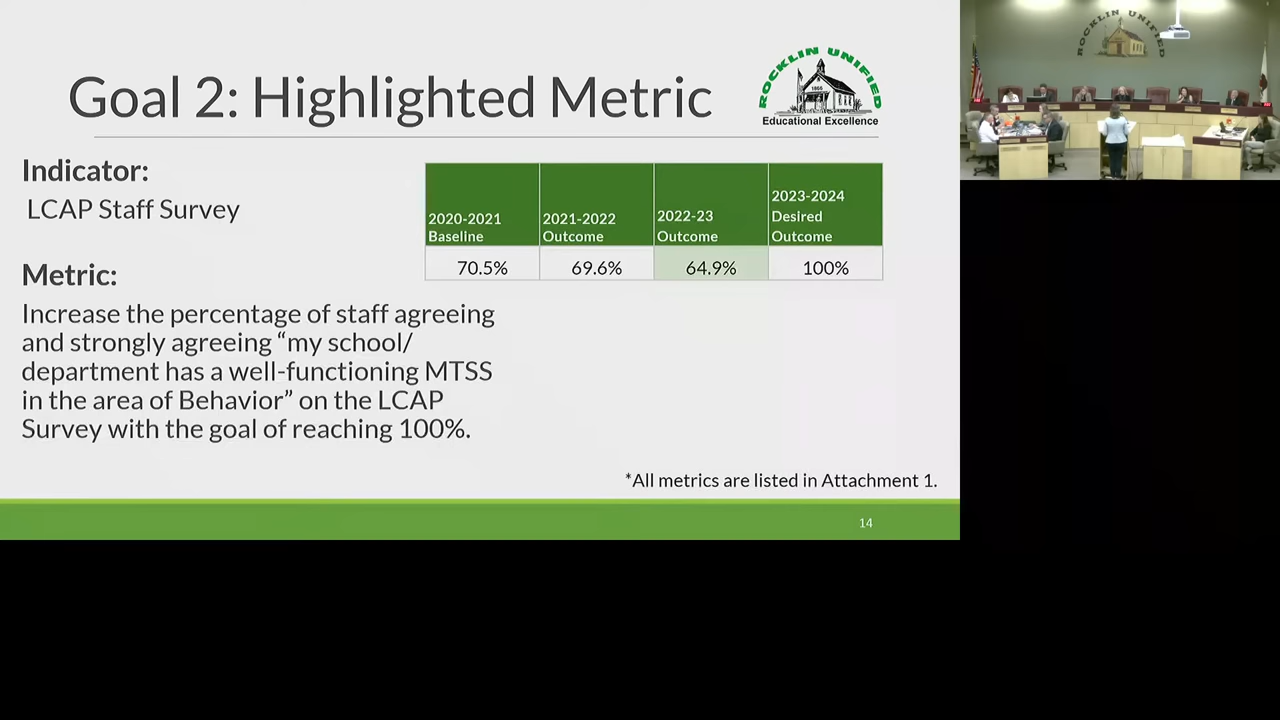 Goal 2: Highlighted Metric
ROCKLIN UNIFIED
1866
Educational Excellence
Indicator:
LCAP Staff Survey
Metric:
Increase the percentage of staff agreeing
and strongly agreeing “my school/
department has a well-functioning MTSS
in the area of Behavior” on the LCAP
Survey with the goal of reaching 100%.
2020-2021 Baseline
2021-2022 Outcome
2022-23 Outcome
2023-2024 Desired Outcome
70.5% 69.6% 64.9% 100%
*All metrics are listed in Attachment 1.
14
ROCKLIN UNIFIED